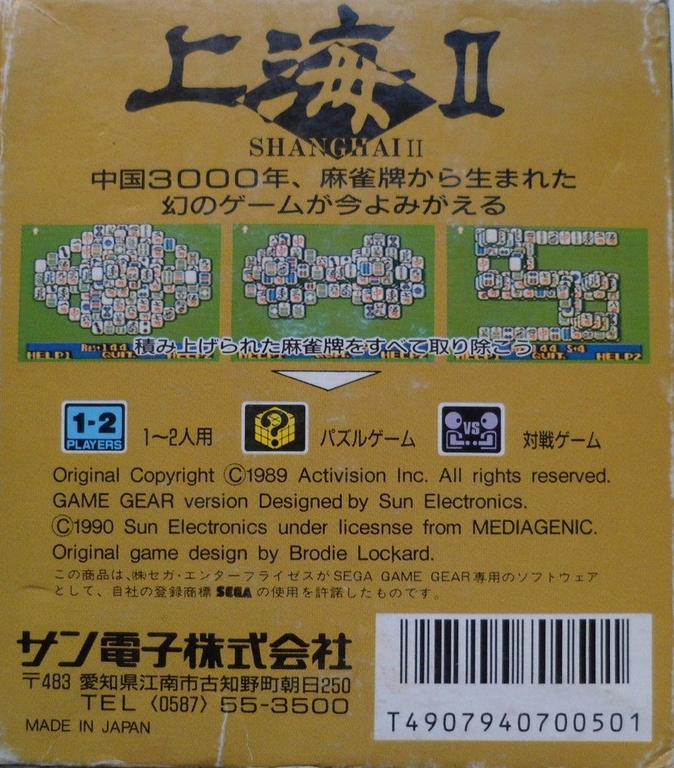 上海II
SHANGHAI II
中国3000年、麻雀牌から生まれた
幻のゲームが今よみがえる
HELP1 QUIT
144 S+4
QUIT. HELP2
積み上げられた麻雀牌をすべて取り除こう
1-2
PLAYERS
1〜2人用
?
パズルゲーム
VS
対戦ゲーム
Original Copyright Ⓒ1989 Activision Inc. All rights reserved.
GAME GEAR version Designed by Sun Electronics.
Ⓒ1990 Sun Electronics under licesnse from MEDIAGENIC.
Original game design by Brodie Lockard.
この商品は、㈱セガ・エンタープライゼスがSEGA GAME GEAR専用のソフトウェア
として、自社の登録商標 SEGA の使用を許諾したものです。
サン電子株式会社
〒483 愛知県江南市古知野町朝日250
TEL〈0587〉55-3500
MADE IN JAPAN
T4907940700501